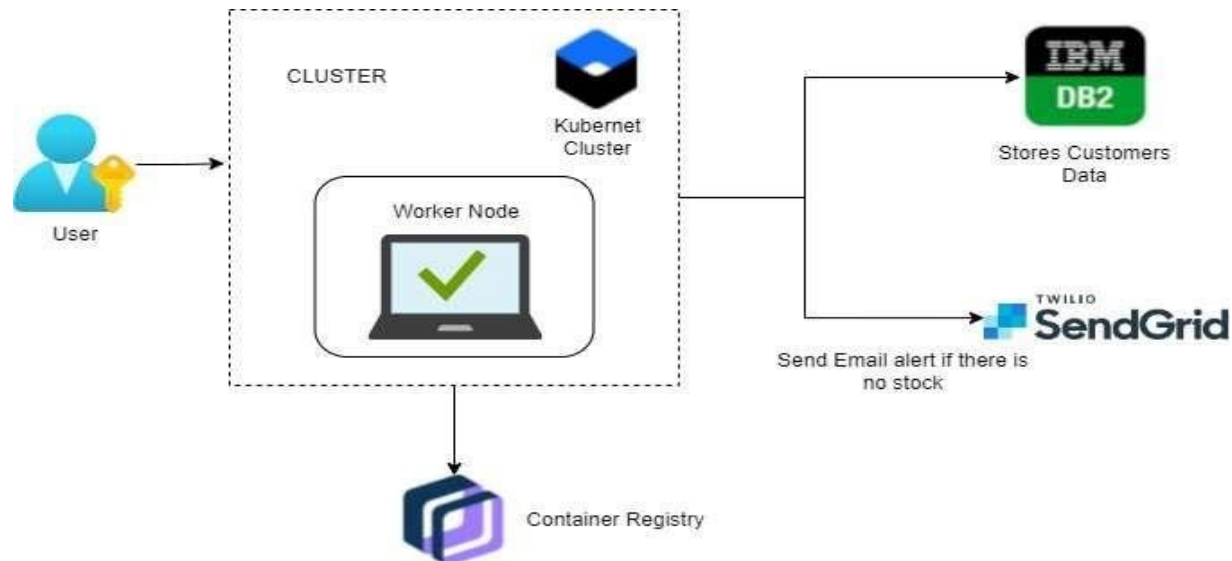 CLUSTER
Kubernet
Cluster
Worker Node
User
IBM
DB2
Stores Customers
Data
TWILIO
SendGrid
Send Email alert if there is
no stock
Container Registry